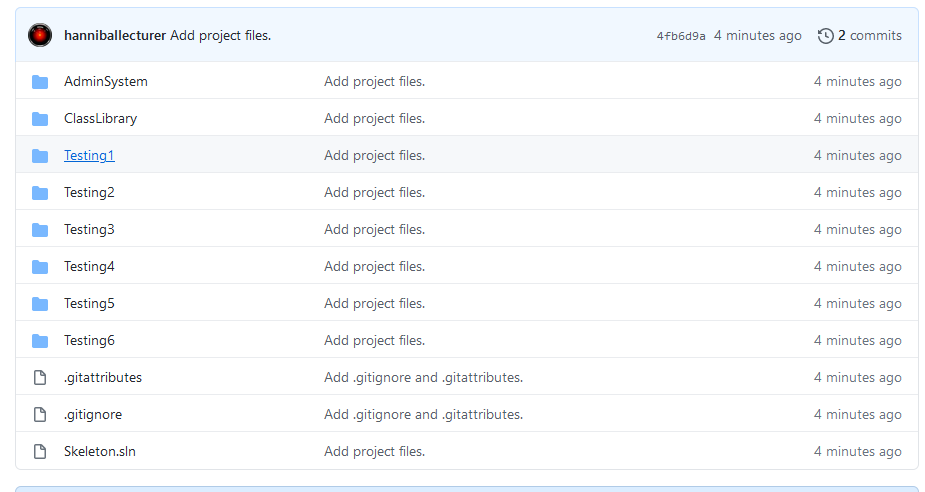 hanniballecturer Add project files. 4fb6d9a 4 minutes ago 2 commits
AdminSystem Add project files. 4 minutes ago
ClassLibrary Add project files. 4 minutes ago
Testing1 Add project files. 4 minutes ago
Testing2 Add project files. 4 minutes ago
Testing3 Add project files. 4 minutes ago
Testing4 Add project files. 4 minutes ago
Testing5 Add project files. 4 minutes ago
Testing6 Add project files. 4 minutes ago
.gitattributes Add .gitignore and .gitattributes. 4 minutes ago
.gitignore Add .gitignore and .gitattributes. 4 minutes ago
Skeleton.sln Add project files. 4 minutes ago